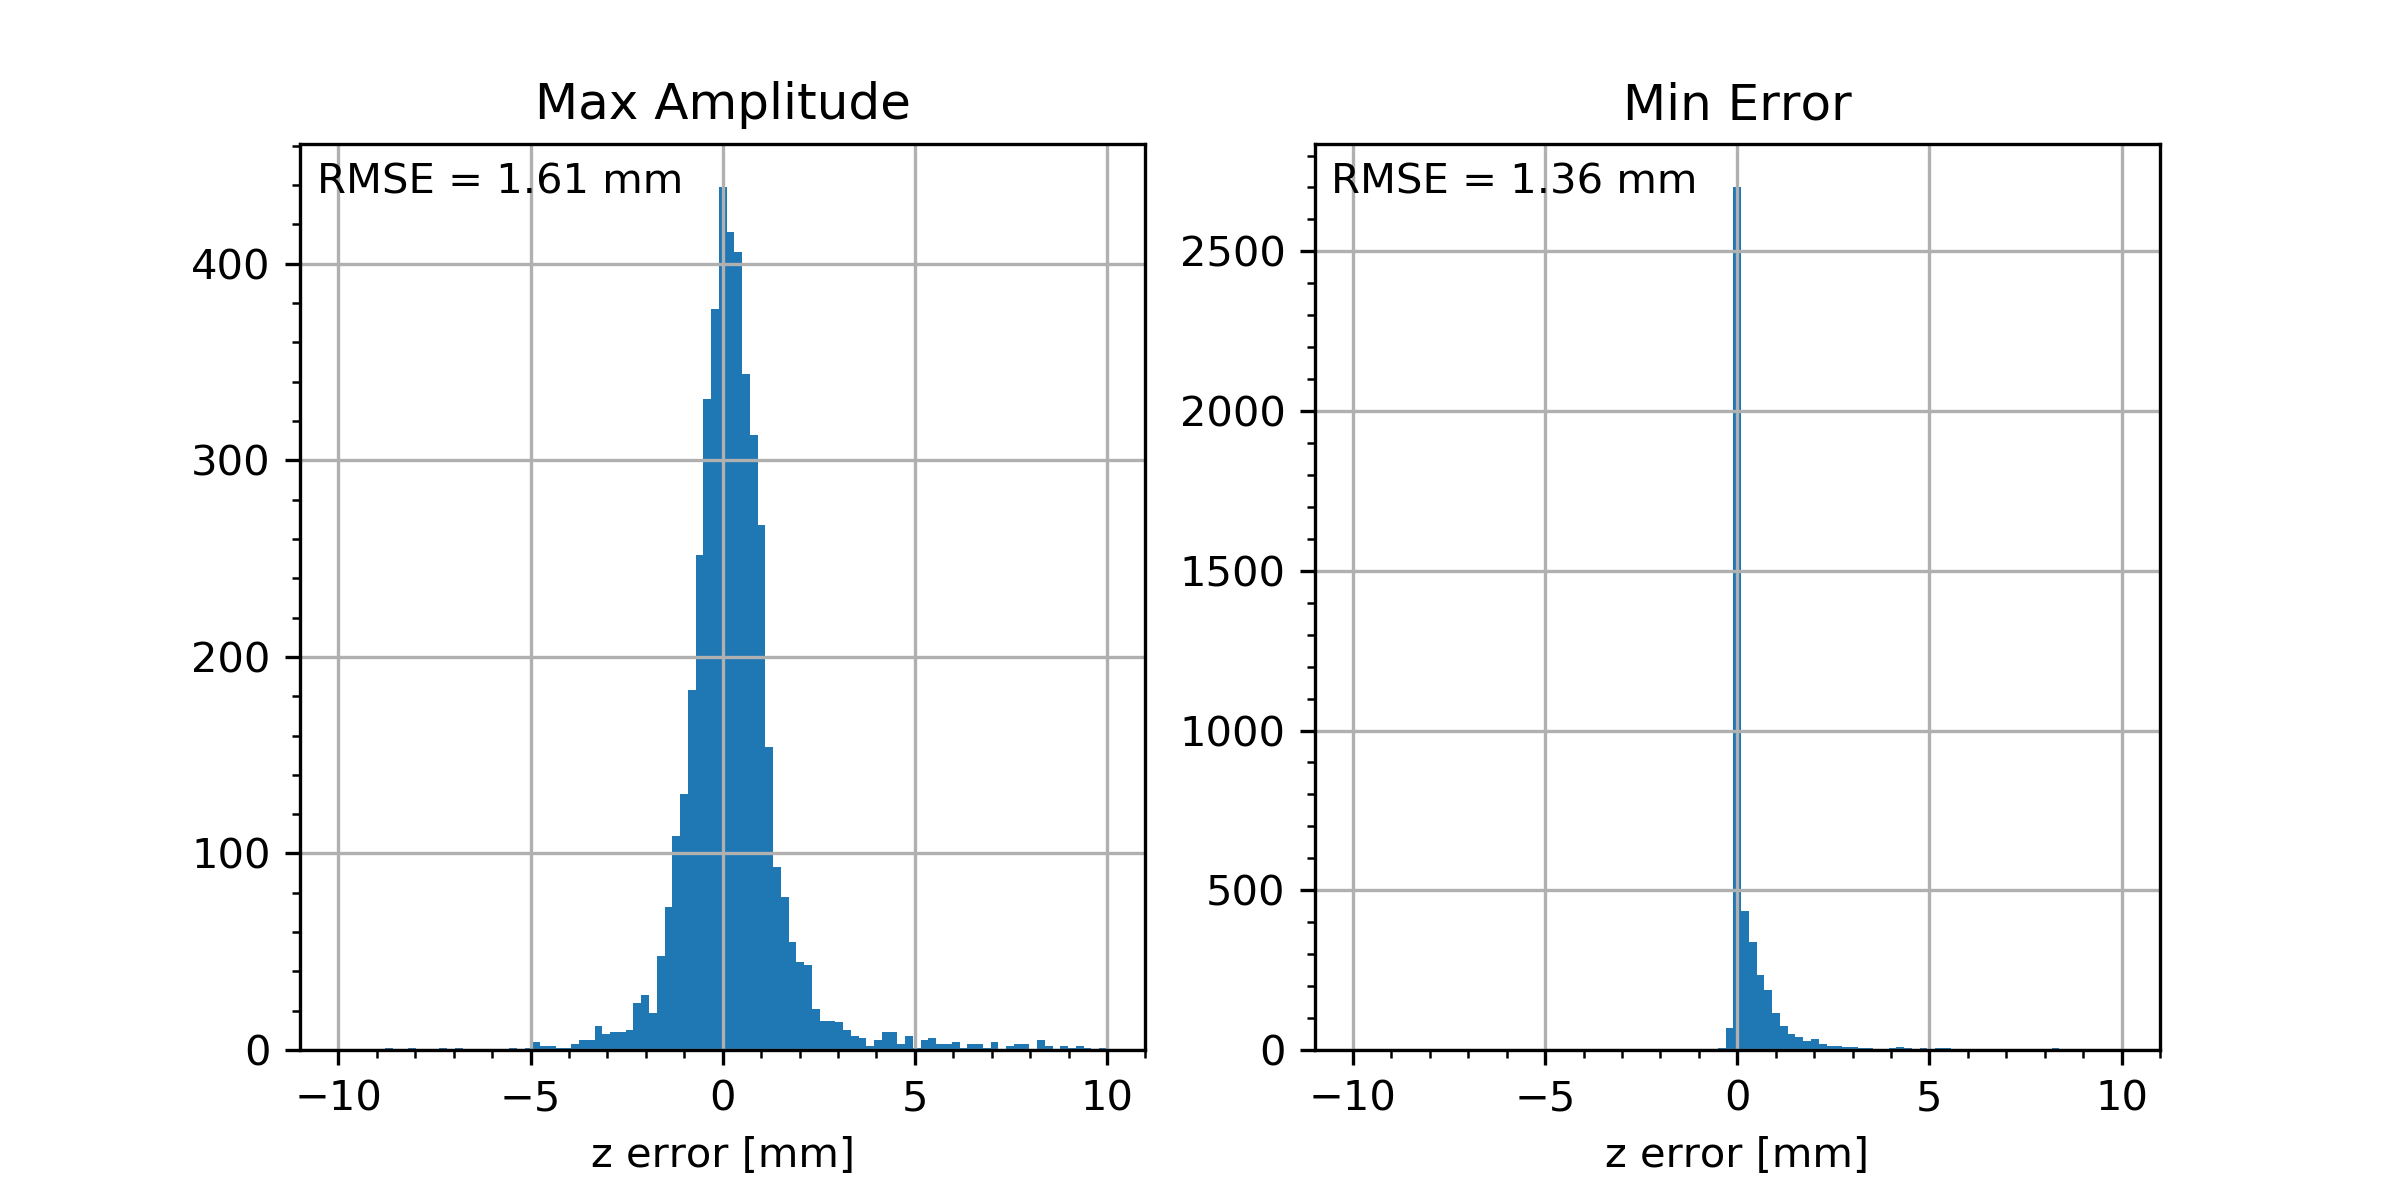 Max Amplitude
RMSE = 1.61 mm
400
300
200
100
0
−10 −5 0 5 10
z error [mm]
Min Error
RMSE = 1.36 mm
2500
2000
1500
1000
500
0
−10 −5 0 5 10
z error [mm]